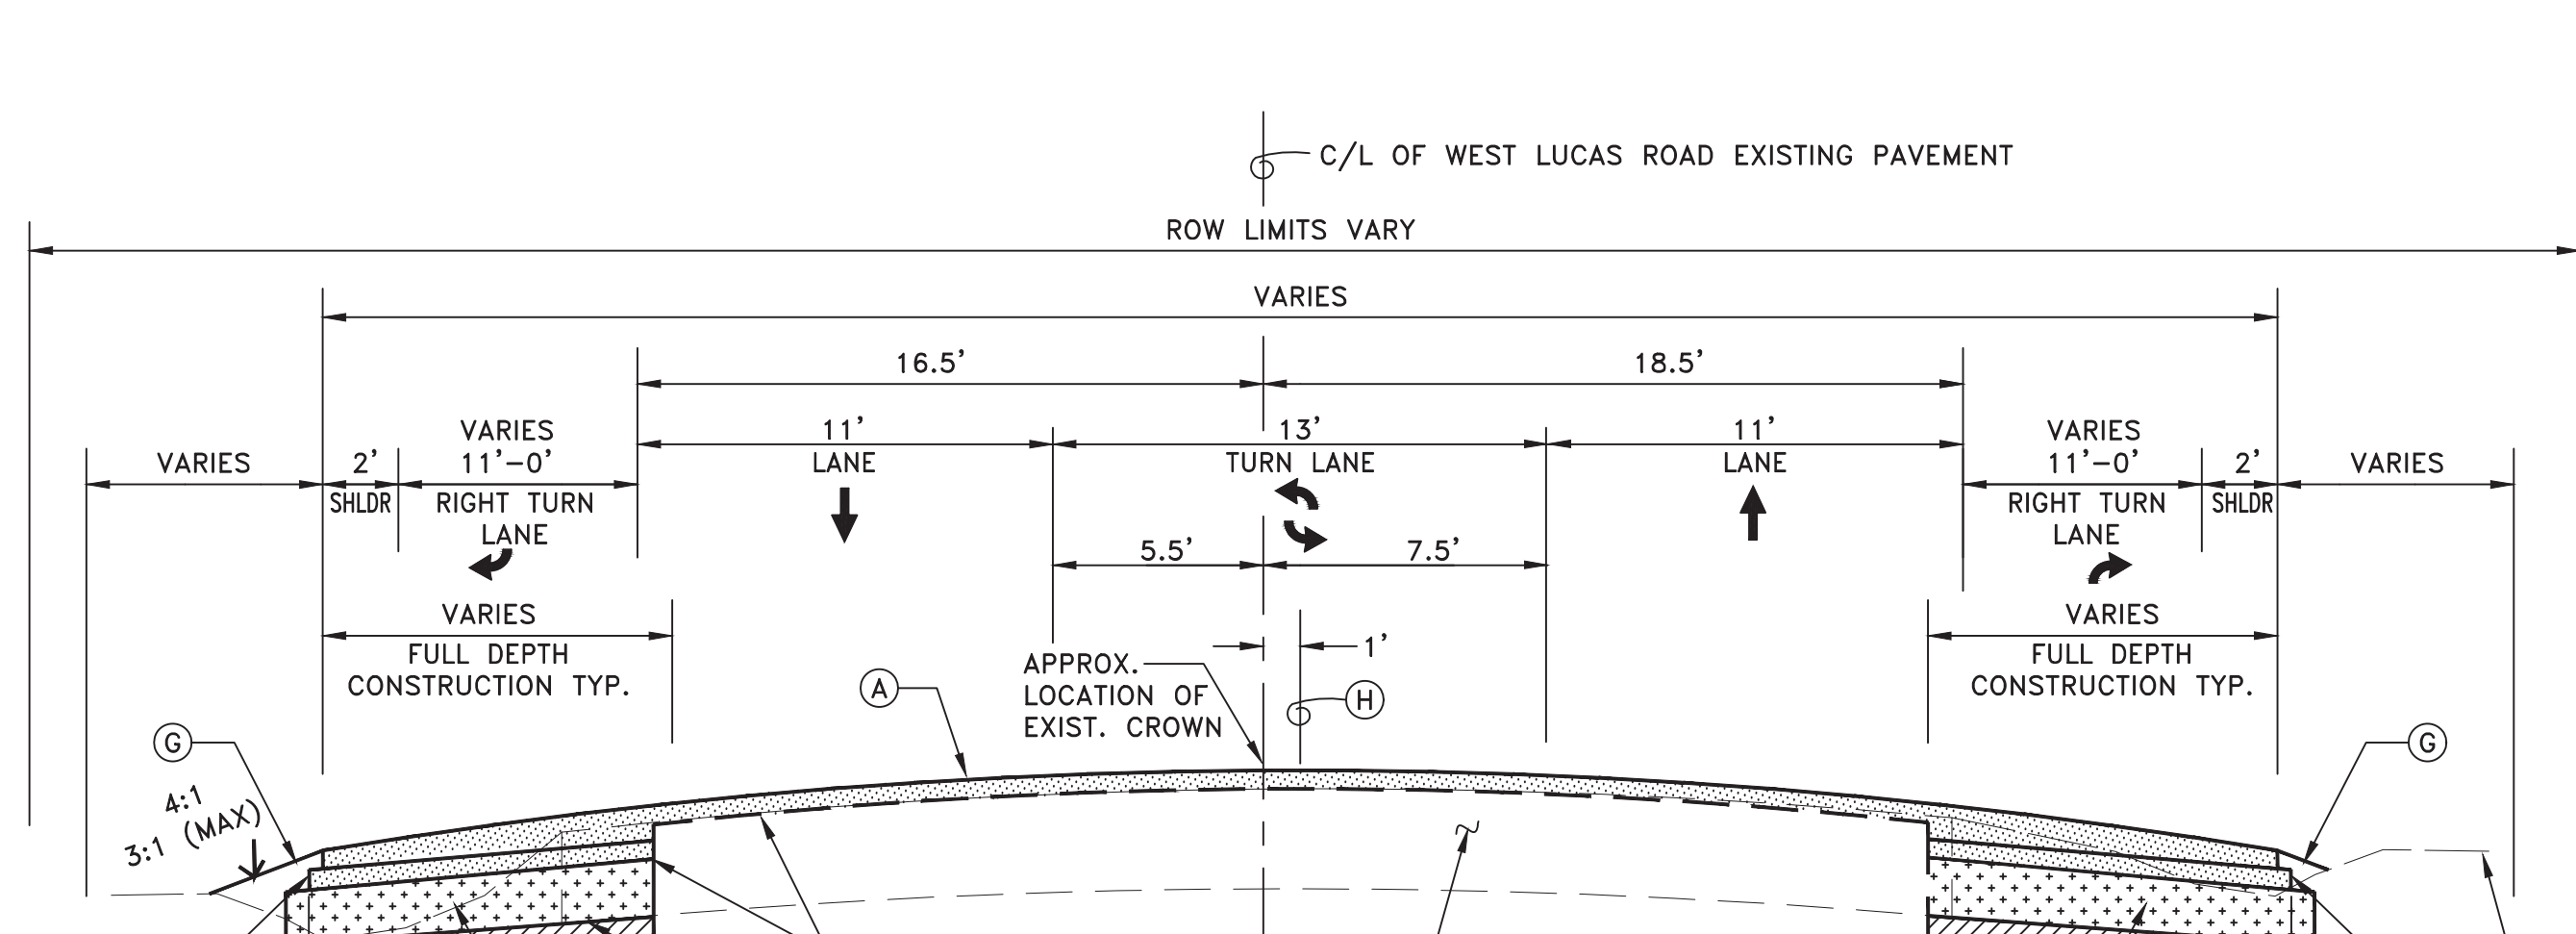 C/L OF WEST LUCAS ROAD EXISTING PAVEMENT
ROW LIMITS VARY
VARIES
16.5'
18.5'
VARIES
2'
SHLDR
VARIES
11'-0'
RIGHT TURN
LANE
11'
LANE
13'
TURN LANE
11'
LANE
VARIES
11'-0'
RIGHT TURN
LANE
2'
SHLDR
VARIES
5.5'
7.5'
VARIES
FULL DEPTH
CONSTRUCTION TYP.
1'
APPROX.
LOCATION OF
EXIST. CROWN
VARIES
FULL DEPTH
CONSTRUCTION TYP.
A
H
G
G
4:1
3:1 (MAX)